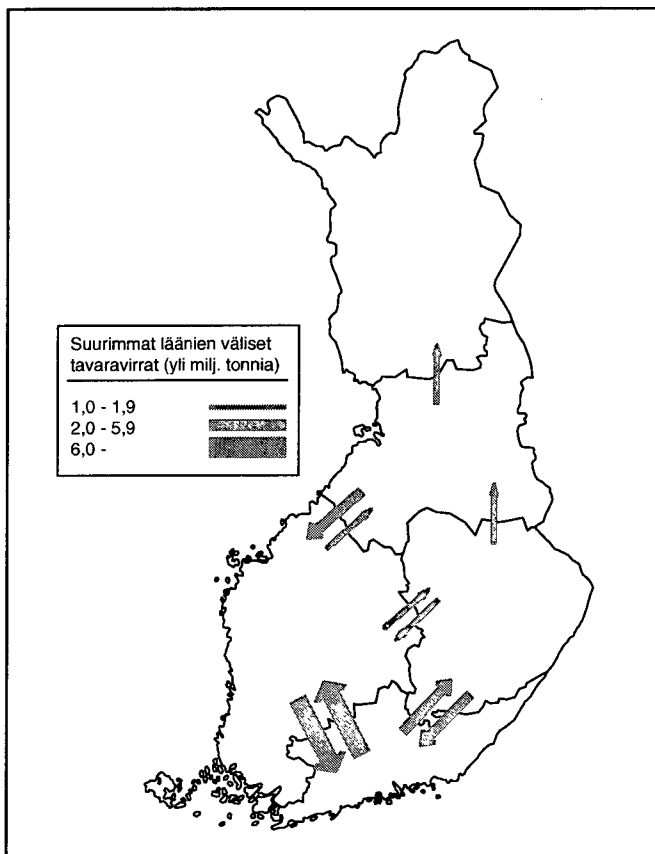 Suurimmat läänien väliset
tavaravirrat (yli milj. tonnia)
1,0 - 1,9
2,0 - 5,9
6,0 -